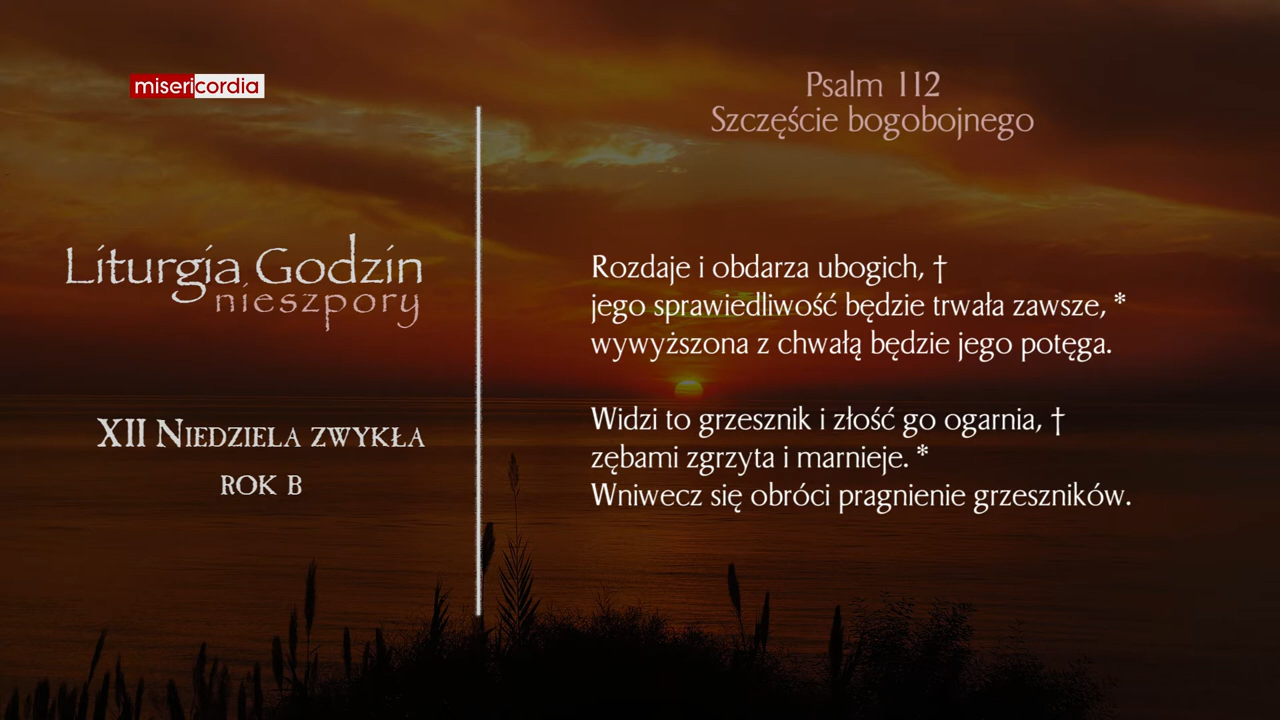 misericordia
Liturgia Godzin
nieszpory
XII Niedziela zwykła
rok B
Psalm 112
Szczęście bogobojnego
Rozdaje i obdarza ubogich, †
jego sprawiedliwość będzie trwała zawsze, *
wywyższona z chwałą będzie jego potęga.
Widzi to grzesznik i złość go ogarnia, †
zębami zgrzyta i marnieje. *
Wniwecz się obróci pragnienie grzeszników.